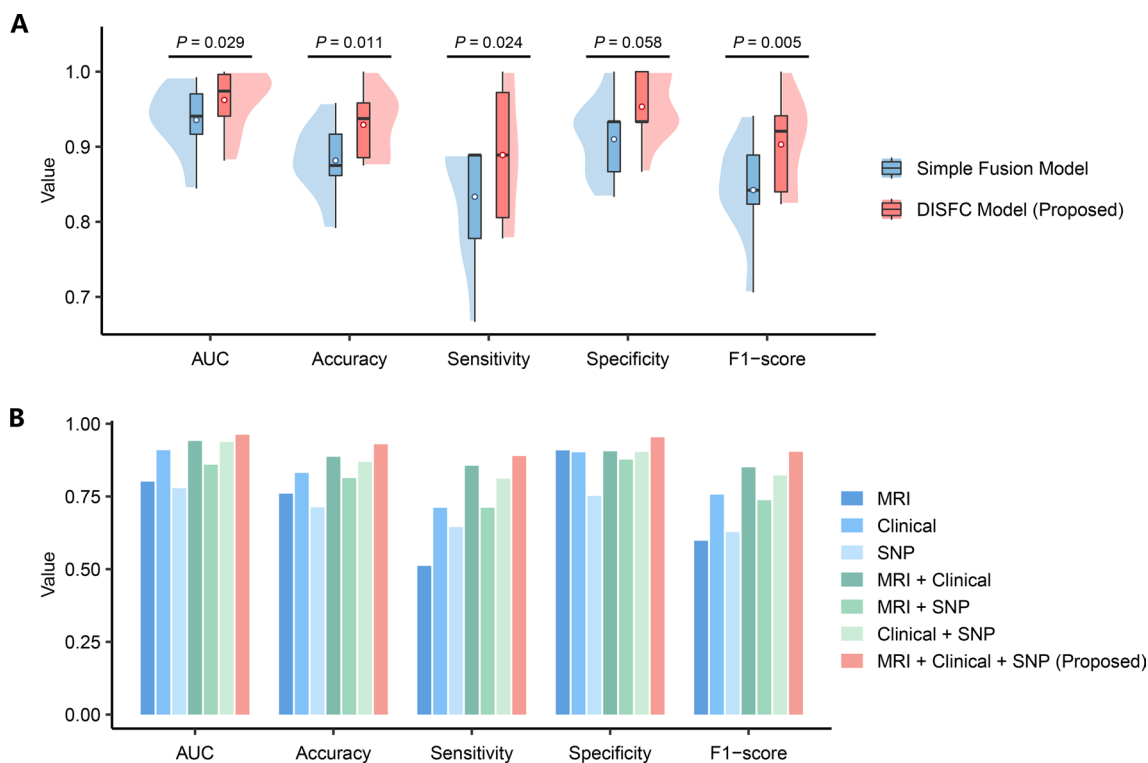 A
P = 0.029 P = 0.011 P = 0.024 P = 0.058 P = 0.005
1.0
0.9
0.8
0.7
Value
AUC Accuracy Sensitivity Specificity F1−score
Simple Fusion Model
DISFC Model (Proposed)
B
1.00
0.75
0.50
0.25
0.00
Value
AUC Accuracy Sensitivity Specificity F1−score
MRI
Clinical
SNP
MRI + Clinical
MRI + SNP
Clinical + SNP
MRI + Clinical + SNP (Proposed)